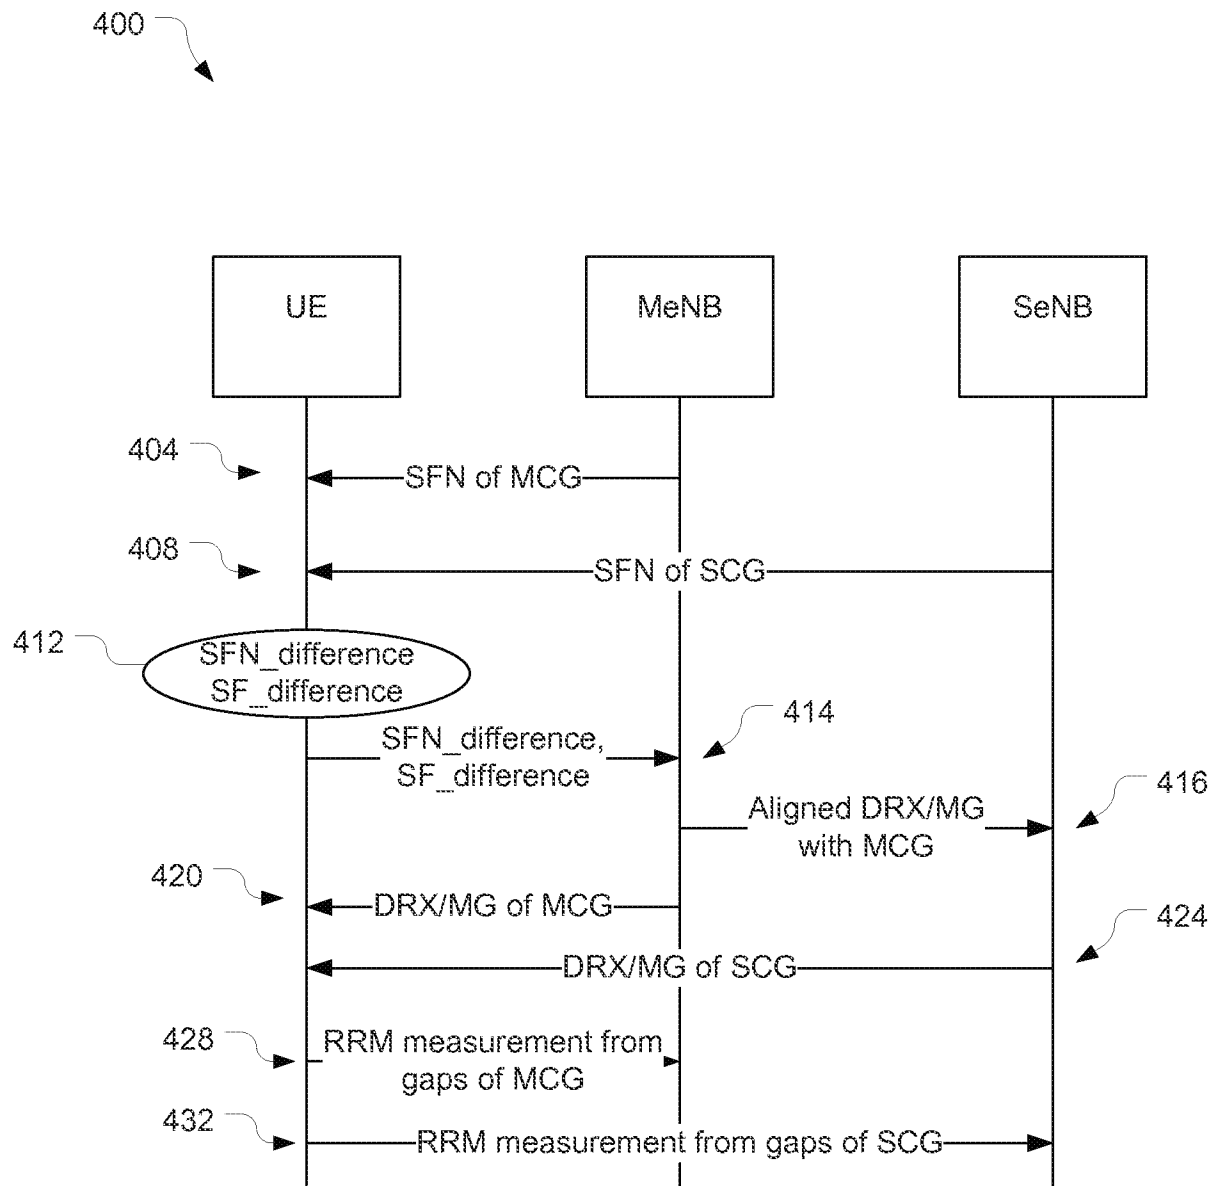 400
UE
MeNB
SeNB
404
SFN of MCG
408
SFN of SCG
412
SFN_difference
SF_difference
414
SFN_difference,
SF_difference
416
Aligned DRX/MG
with MCG
420
DRX/MG of MCG
424
DRX/MG of SCG
428
RRM measurement from
gaps of MCG
432
RRM measurement from gaps of SCG